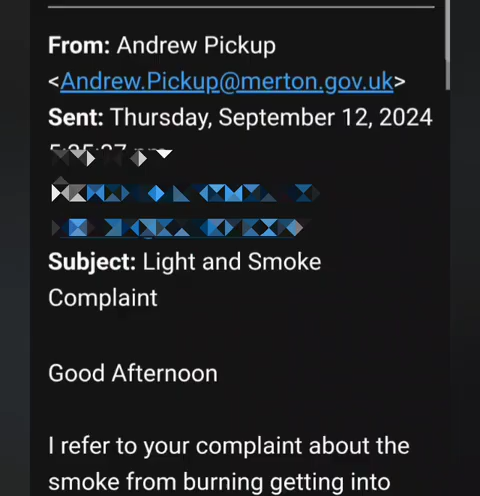 From: Andrew Pickup
<Andrew.Pickup@merton.gov.uk>
Sent: Thursday, September 12, 2024
Subject: Light and Smoke
Complaint
Good Afternoon
I refer to your complaint about the
smoke from burning getting into